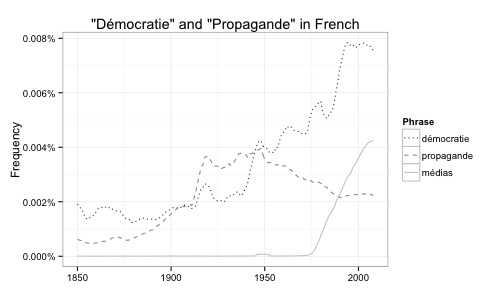 "Démocratie" and "Propagande" in French
0.008%
0.006%
0.004%
0.002%
0.000%
Frequency
1850 1900 1950 2000
Phrase
démocratie
propagande
médias